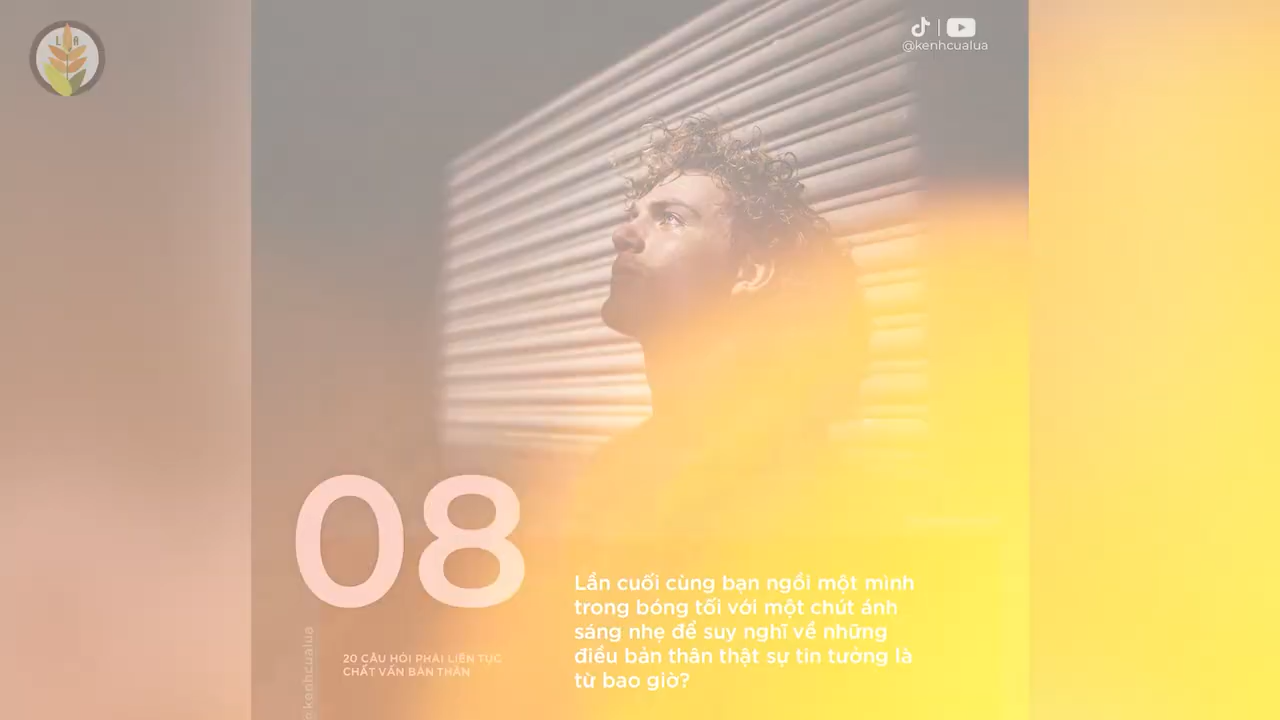 L A
@kenhcualua
08
Lần cuối cùng bạn ngồi một mình
trong bóng tối với một chút ánh
sáng nhẹ để suy nghĩ về những
điều bản thân thật sự tin tưởng là
từ bao giờ?
20 CÂU HỎI PHẢI LIÊN TỤC
CHẤT VẤN BẢN THÂN
kenhcualua